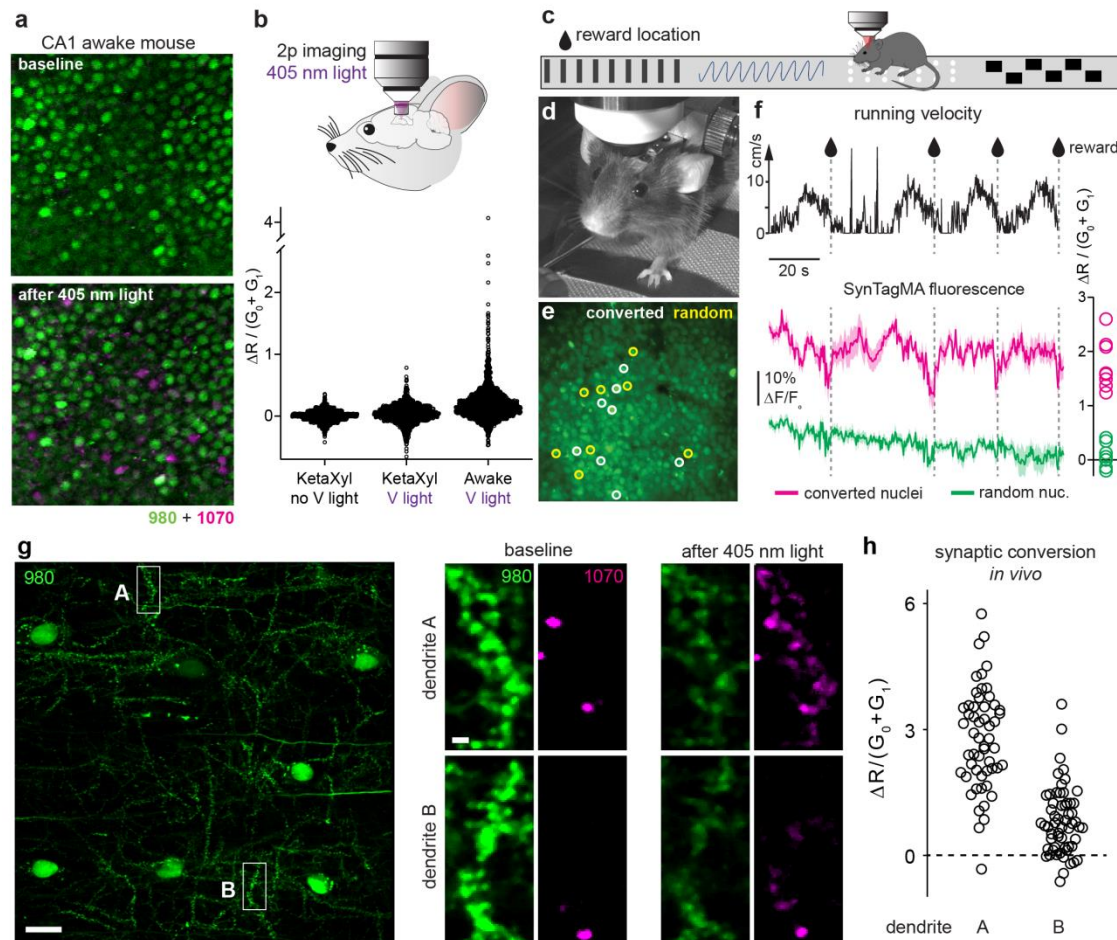 a
CA1 awake mouse
baseline
after 405 nm light
980 + 1070
b
2p imaging
405 nm light
ΔR / (G₀ + G₁)
4
2
0
KetaXyl
no V light
KetaXyl
V light
Awake
V light
c
reward location
d
e
converted random
f
running velocity
cm/s
10
0
reward
20 s
SynTagMA fluorescence
10%
ΔF/F₀
ΔR / (G₀ + G₁)
3
2
1
0
converted nuclei
random nuc.
g
980
A
B
baseline
980
1070
after 405 nm light
dendrite A
dendrite B
h
synaptic conversion
in vivo
ΔR / (G₀ + G₁)
6
3
0
dendrite A B